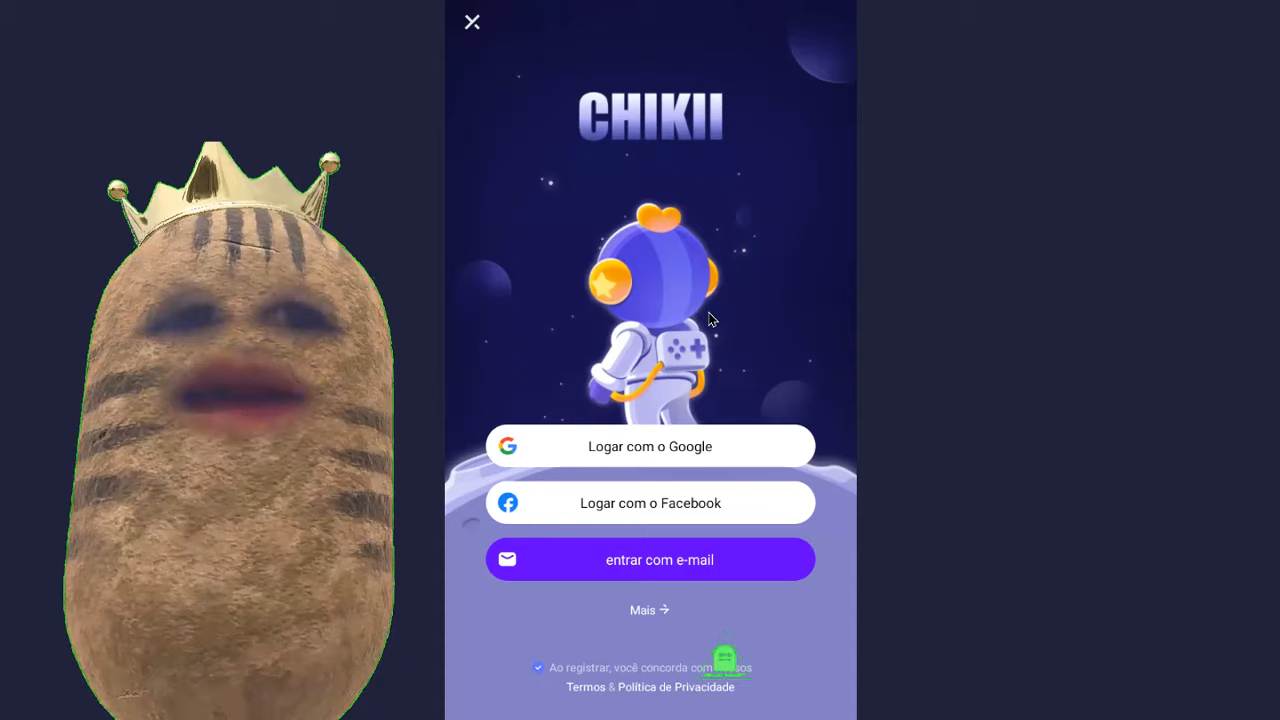 CHIKII
Logar com o Google
Logar com o Facebook
entrar com e-mail
Mais →
Ao registrar, você concorda com
Termos & Política de Privacidade